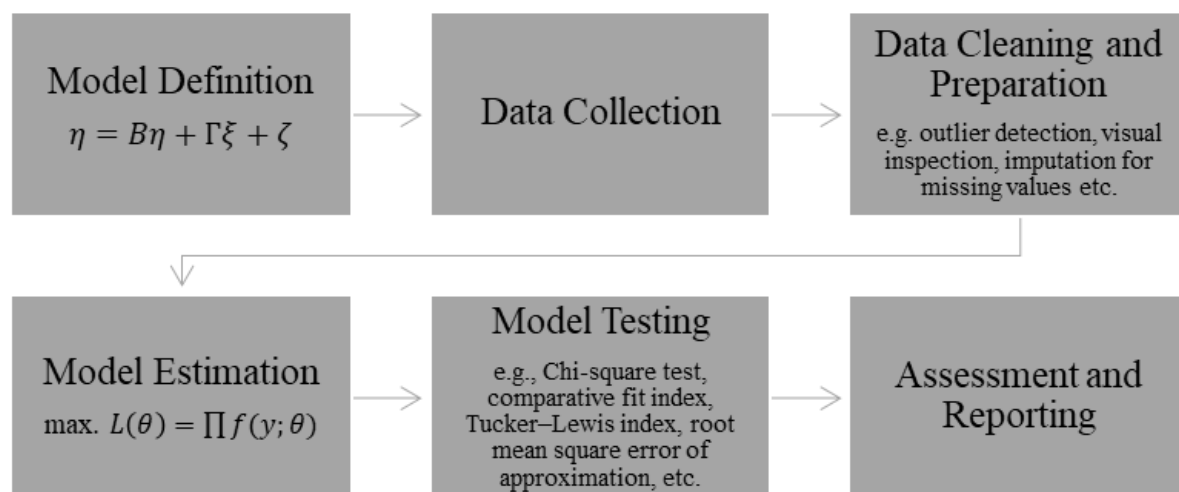 Model Definition
η = Bη + Γξ + ζ
Data Collection
Data Cleaning and
Preparation
e.g. outlier detection, visual
inspection, imputation for
missing values etc.
Model Estimation
max. L(θ) = ∏ f(y; θ)
Model Testing
e.g., Chi-square test,
comparative fit index,
Tucker–Lewis index, root
mean square error of
approximation, etc.
Assessment and
Reporting